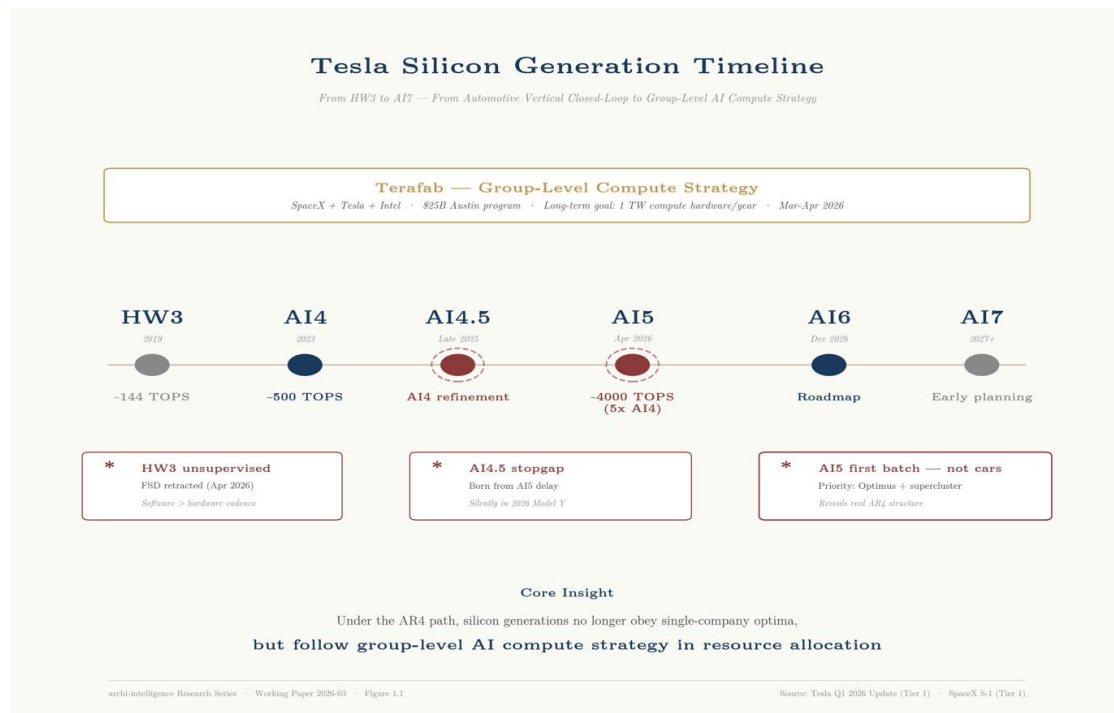 Tesla Silicon Generation Timeline
From HW3 to AI7 — From Automotive Vertical Closed-Loop to Group-Level AI Compute Strategy
Terafab — Group-Level Compute Strategy
SpaceX + Tesla + Intel · $25B Austin program · Long-term goal: 1 TW compute hardware/year · Mar-Apr 2026
HW3
2019
~144 TOPS
AI4
2023
~500 TOPS
AI4.5
Late 2025
AI4 refinement
AI5
Apr 2026
~4000 TOPS
(5x AI4)
AI6
Dec 2026
Roadmap
AI7
2027+
Early planning
* HW3 unsupervised
FSD retracted (Apr 2026)
Software > hardware cadence
* AI4.5 stopgap
Born from AI5 delay
Silently in 2026 Model Y
* AI5 first batch — not cars
Priority: Optimus + supercluster
Reveals real AR4 structure
Core Insight
Under the AR4 path, silicon generations no longer obey single-company optima,
but follow group-level AI compute strategy in resource allocation
archi-intelligence Research Series · Working Paper 2026-03 · Figure 1.1
Source: Tesla Q1 2026 Update (Tier 1) · SpaceX S-1 (Tier 1)